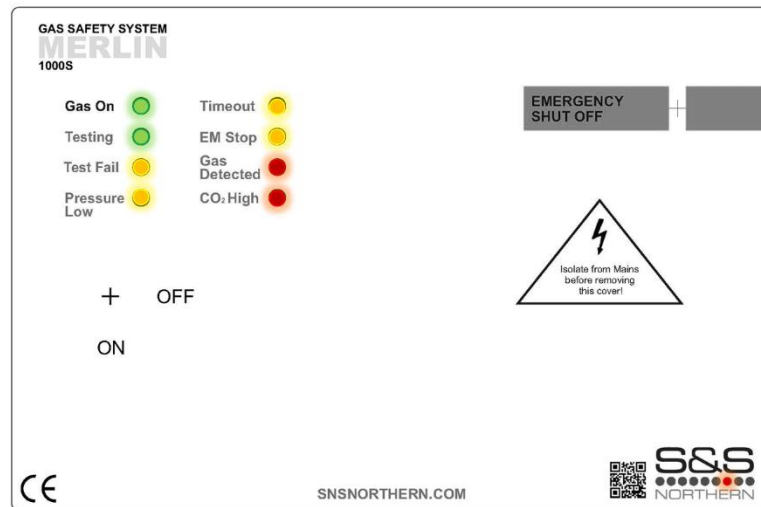 GAS SAFETY SYSTEM
MERLIN
1000S
Gas On
Testing
Test Fail
Pressure
Low
Timeout
EM Stop
Gas
Detected
CO₂ High
EMERGENCY
SHUT OFF
+ OFF
ON
Isolate from Mains
before removing
this cover!
CE
SNSNORTHERN.COM
S&S
NORTHERN